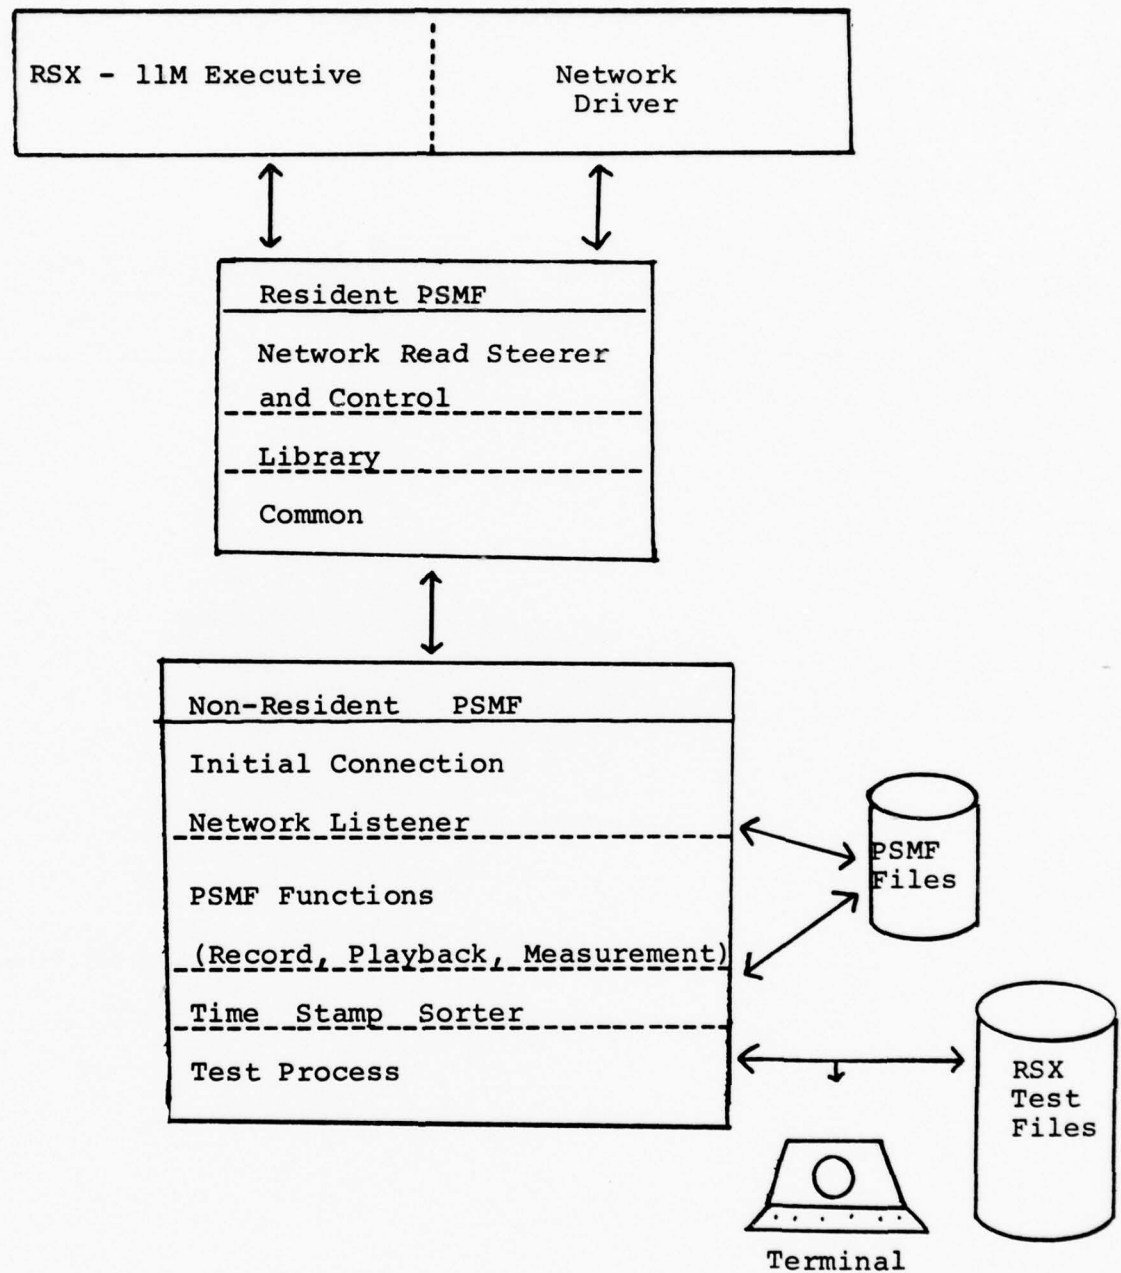 RSX - 11M Executive
Network
Driver
Resident PSMF
Network Read Steerer
and Control
Library
Common
Non-Resident PSMF
Initial Connection
Network Listener
PSMF Functions
(Record, Playback, Measurement)
Time Stamp Sorter
Test Process
PSMF
Files
RSX
Test
Files
Terminal